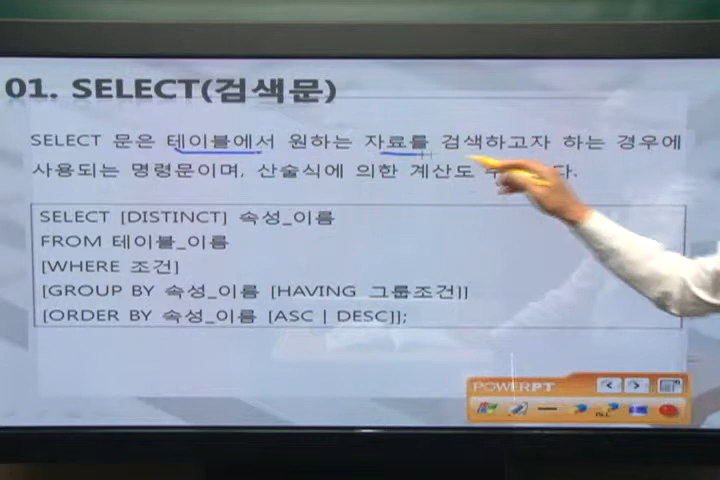 01. SELECT(검색문)
SELECT 문은 테이블에서 원하는 자료를 검색하고자 하는 경우에
사용되는 명령문이며, 산술식에 의한 계산도
SELECT [DISTINCT] 속성_이름
FROM 테이블_이름
[WHERE 조건]
[GROUP BY 속성_이름 [HAVING 그룹조건]]
[ORDER BY 속성_이름 [ASC | DESC]];
POWERPT